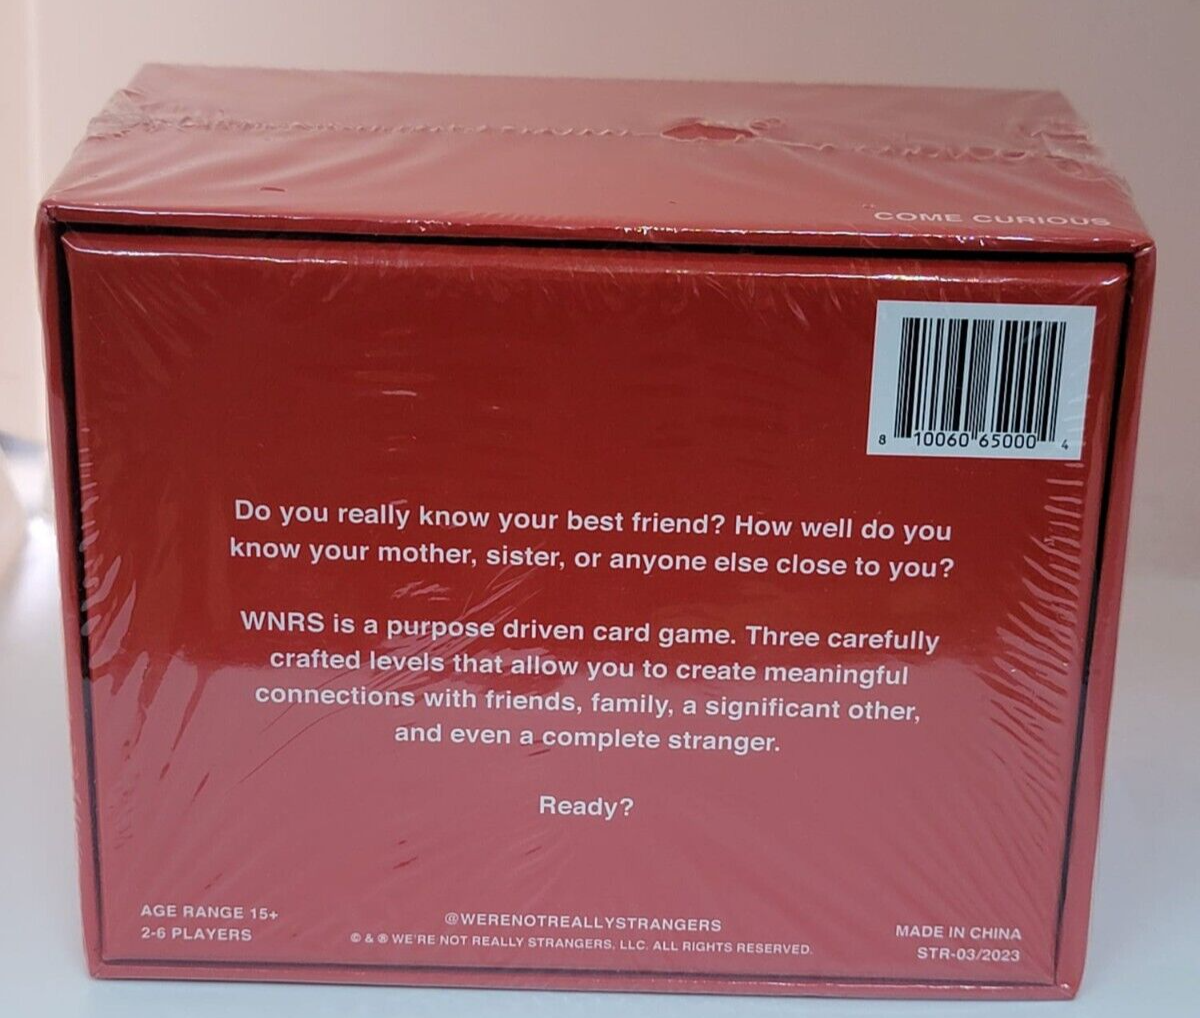 COME CURIOUS
8 10060 65000 4
Do you really know your best friend? How well do you
know your mother, sister, or anyone else close to you?
WNRS is a purpose driven card game. Three carefully
crafted levels that allow you to create meaningful
connections with friends, family, a significant other,
and even a complete stranger.
Ready?
AGE RANGE 15+
2-6 PLAYERS
@WERENOTREALLYSTRANGERS
© & ® WE'RE NOT REALLY STRANGERS, LLC. ALL RIGHTS RESERVED.
MADE IN CHINA
STR-03/2023